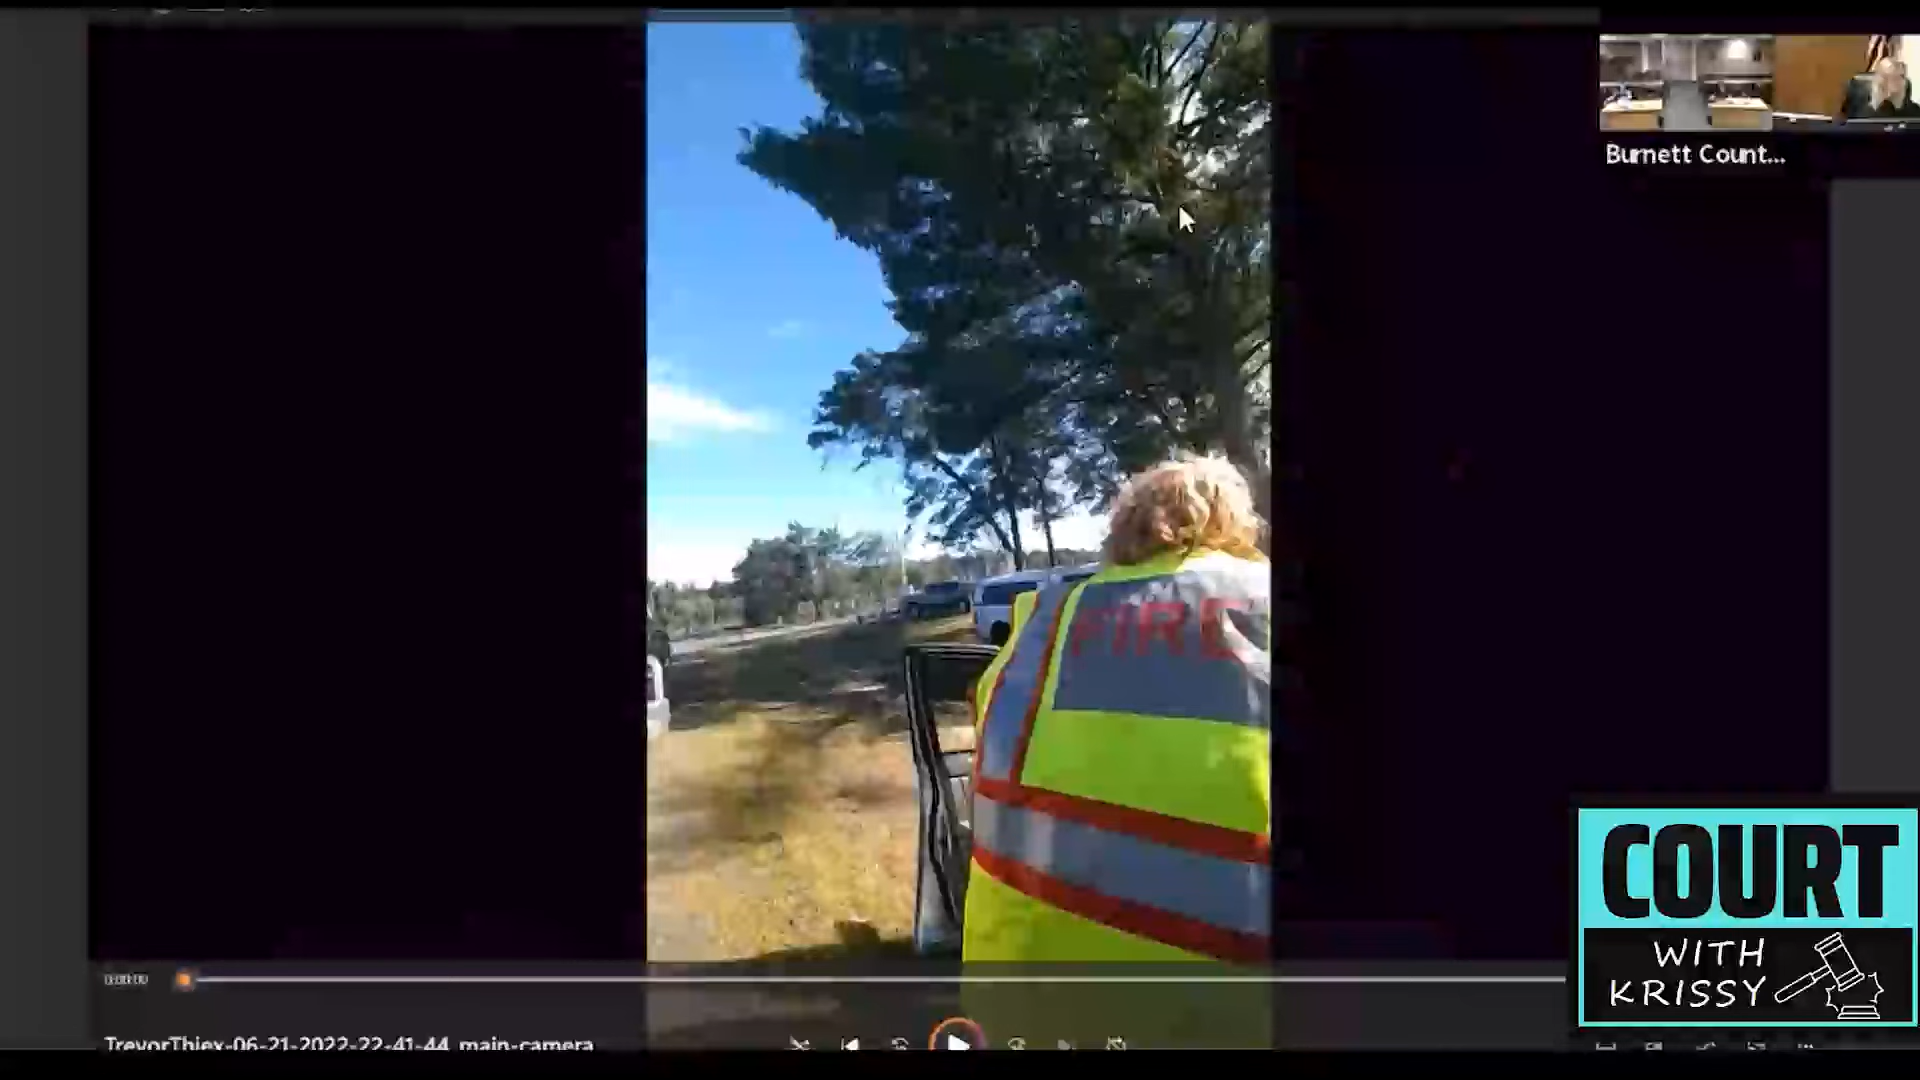 Burnett Count...
FIRE
COURT
WITH
KRISSY
TrevorThiex-06-21-2022-22-41-44_main-camera